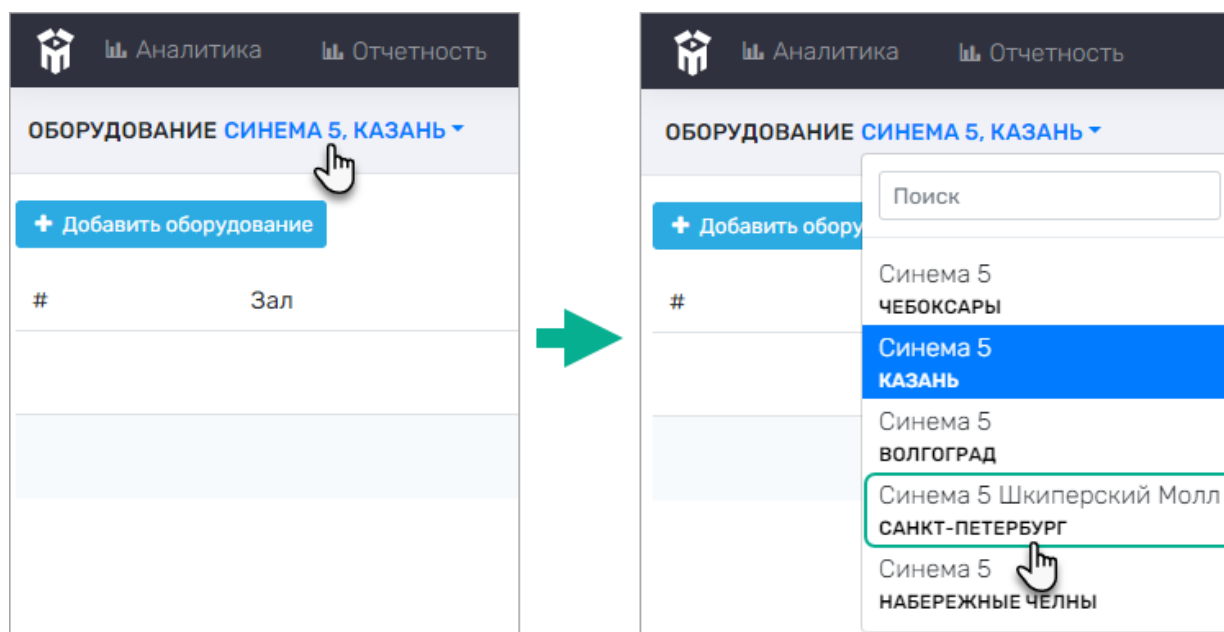 Аналитика Отчетность
ОБОРУДОВАНИЕ СИНЕМА 5, КАЗАНЬ
Добавить оборудование
# Зал
Аналитика Отчетность
ОБОРУДОВАНИЕ СИНЕМА 5, КАЗАНЬ
Поиск
Добавить обору
#
Синема 5
ЧЕБОКСАРЫ
Синема 5
КАЗАНЬ
Синема 5
ВОЛГОГРАД
Синема 5 Шкиперский Молл
САНКТ-ПЕТЕРБУРГ
Синема 5
НАБЕРЕЖНЫЕ ЧЕЛНЫ